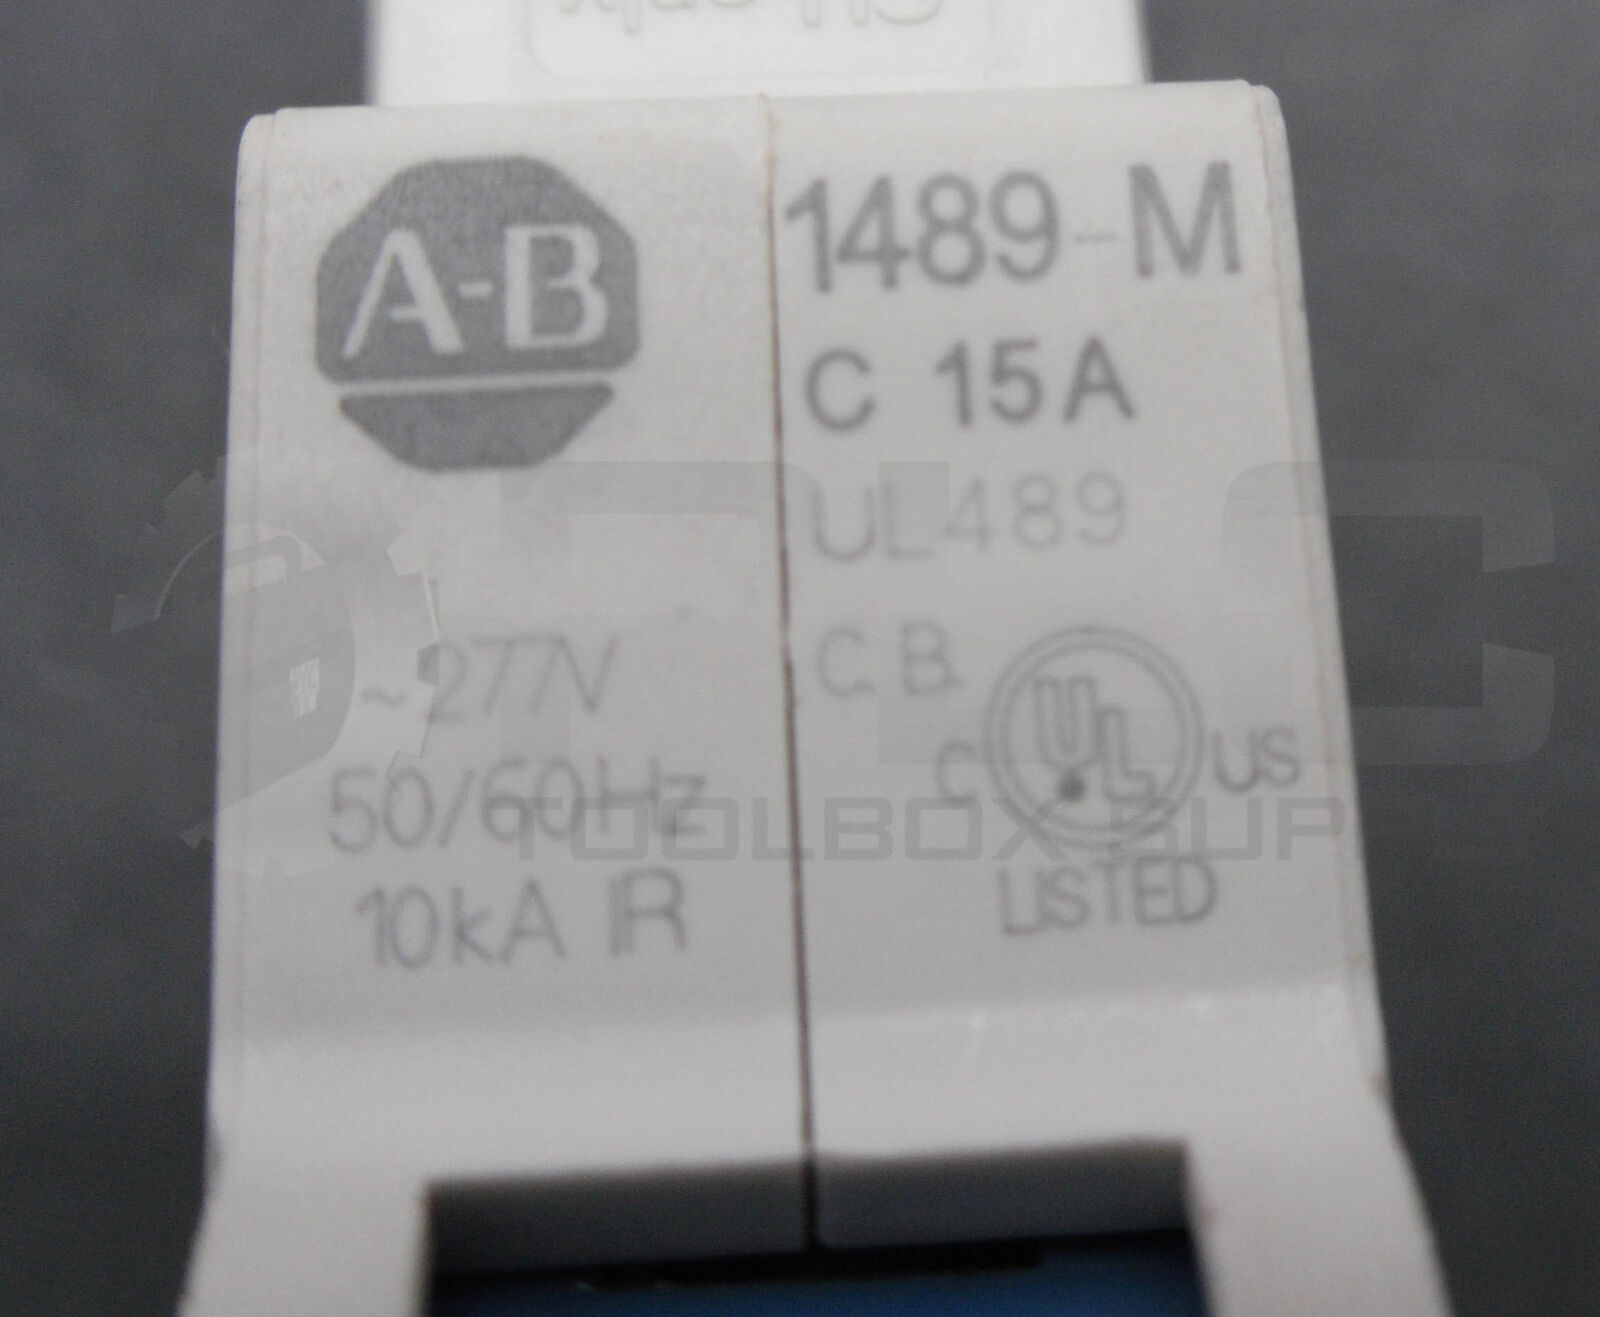 A-B
1489-M
C 15A
UL489
~277V
50/60Hz
10kA IR
C.B.
C UL US
LISTED
TOOLBOX SUP